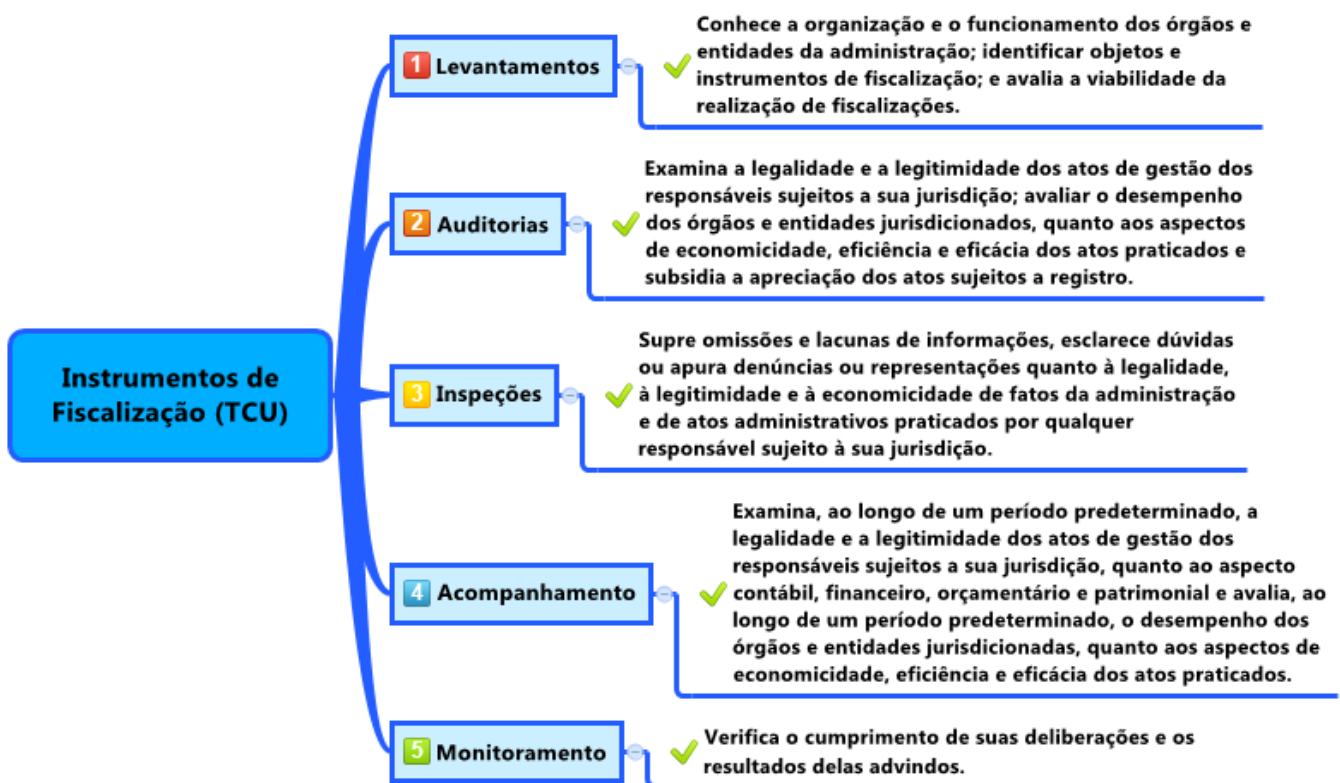 Instrumentos de
Fiscalização (TCU)
1 Levantamentos
Conhece a organização e o funcionamento dos órgãos e
entidades da administração; identificar objetos e
instrumentos de fiscalização; e avalia a viabilidade da
realização de fiscalizações.
2 Auditorias
Examina a legalidade e a legitimidade dos atos de gestão dos
responsáveis sujeitos a sua jurisdição; avaliar o desempenho
dos órgãos e entidades jurisdicionados, quanto aos aspectos
de economicidade, eficiência e eficácia dos atos praticados e
subsidia a apreciação dos atos sujeitos a registro.
3 Inspeções
Supre omissões e lacunas de informações, esclarece dúvidas
ou apura denúncias ou representações quanto à legalidade,
à legitimidade e à economicidade de fatos da administração
e de atos administrativos praticados por qualquer
responsável sujeito à sua jurisdição.
4 Acompanhamento
Examina, ao longo de um período predeterminado, a
legalidade e a legitimidade dos atos de gestão dos
responsáveis sujeitos a sua jurisdição, quanto ao aspecto
contábil, financeiro, orçamentário e patrimonial e avalia, ao
longo de um período predeterminado, o desempenho dos
órgãos e entidades jurisdicionadas, quanto aos aspectos de
economicidade, eficiência e eficácia dos atos praticados.
5 Monitoramento
Verifica o cumprimento de suas deliberações e os
resultados delas advindos.